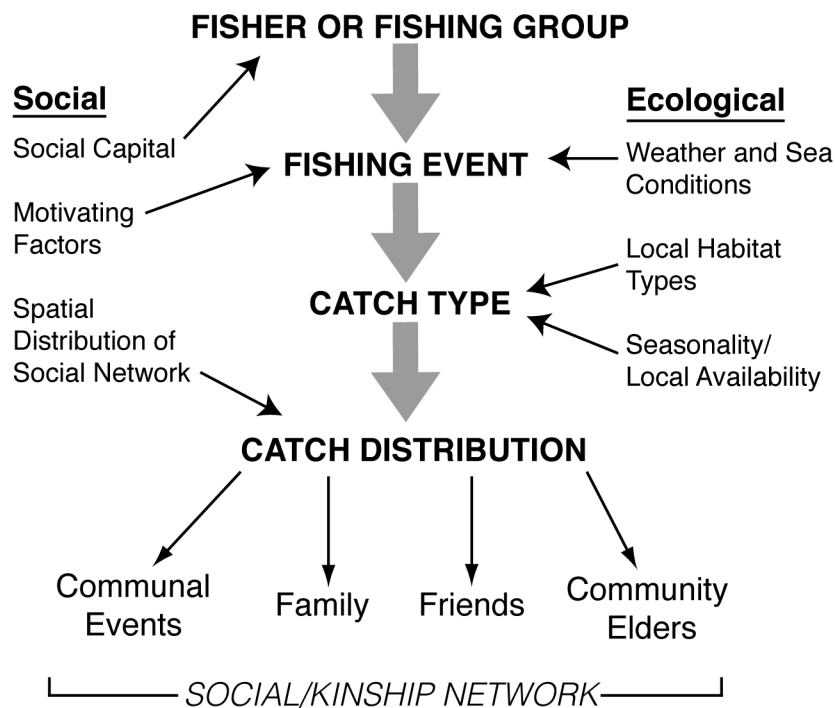 FISHER OR FISHING GROUP
Social
Social Capital
Motivating
Factors
Spatial
Distribution of
Social Network
Ecological
Weather and Sea
Conditions
Local Habitat
Types
Seasonality/
Local Availability
FISHING EVENT
CATCH TYPE
CATCH DISTRIBUTION
Communal
Events
Family
Friends
Community
Elders
SOCIAL/KINSHIP NETWORK